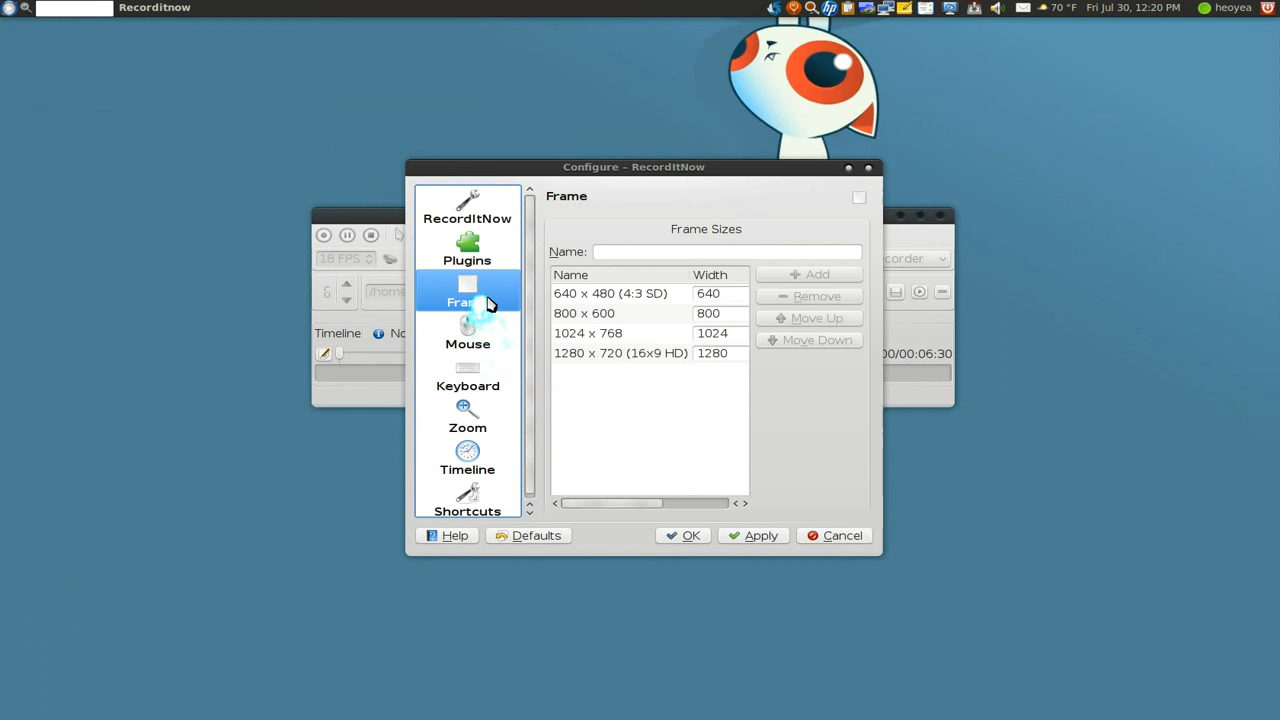 Recorditnow
70 °F Fri Jul 30, 12:20 PM heoyea
Configure – RecordItNow
RecordItNow
Plugins
Frame
Mouse
Keyboard
Zoom
Timeline
Shortcuts
Frame
Frame Sizes
Name:
Name Width
640 x 480 (4:3 SD) 640
800 x 600 800
1024 x 768 1024
1280 x 720 (16x9 HD) 1280
Add
Remove
Move Up
Move Down
Help Defaults OK Apply Cancel
18 FPS
/home
Timeline
00/00:06:30